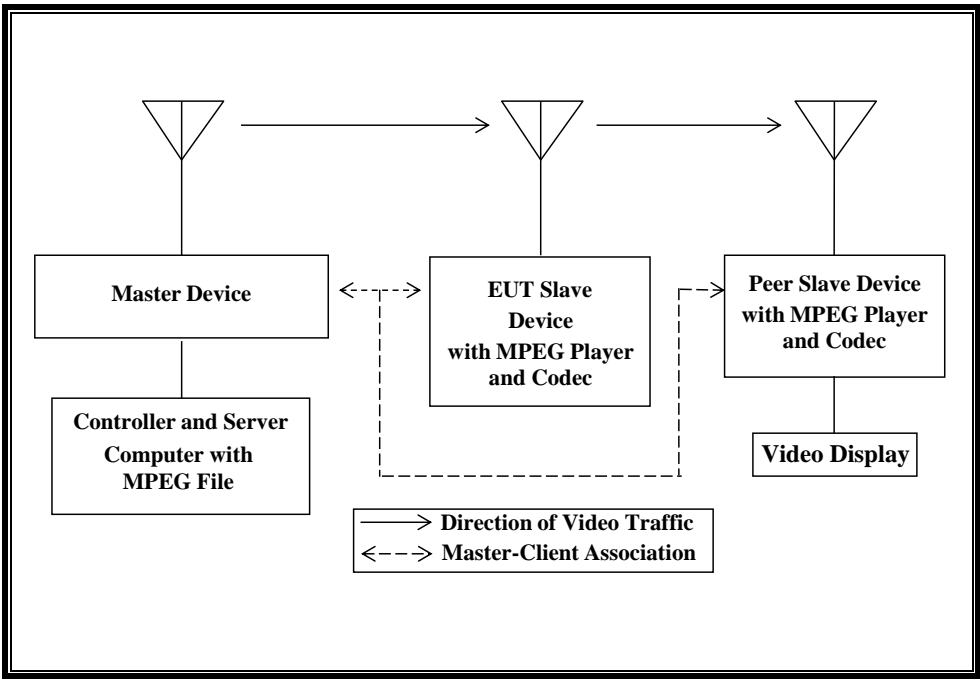 Master Device
EUT Slave
Device
with MPEG Player
and Codec
Peer Slave Device
with MPEG Player
and Codec
Controller and Server
Computer with
MPEG File
Video Display
Direction of Video Traffic
Master-Client Association